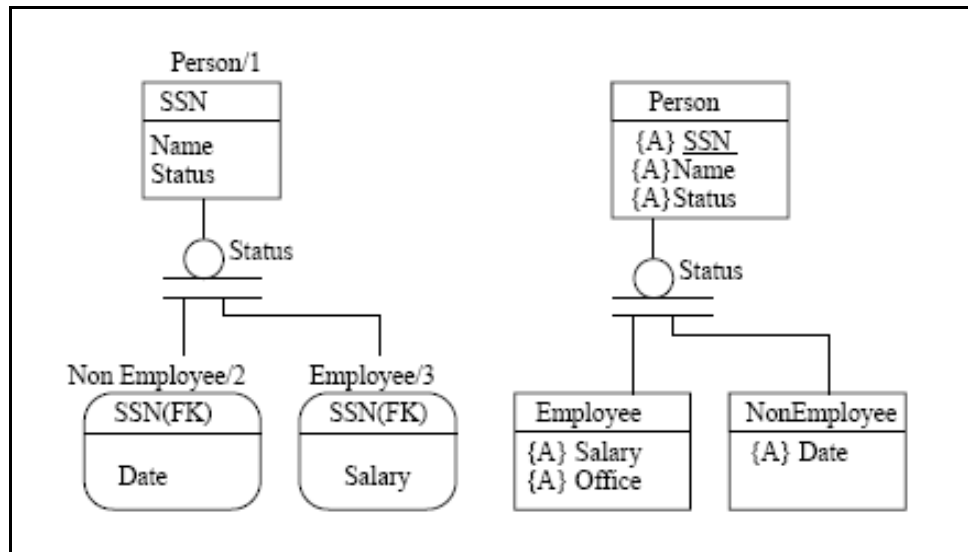 Person/1
SSN
Name
Status
Status
Non Employee/2
SSN(FK)
Date
Employee/3
SSN(FK)
Salary
Person
{A} SSN
{A}Name
{A}Status
Status
Employee
{A} Salary
{A} Office
NonEmployee
{A} Date